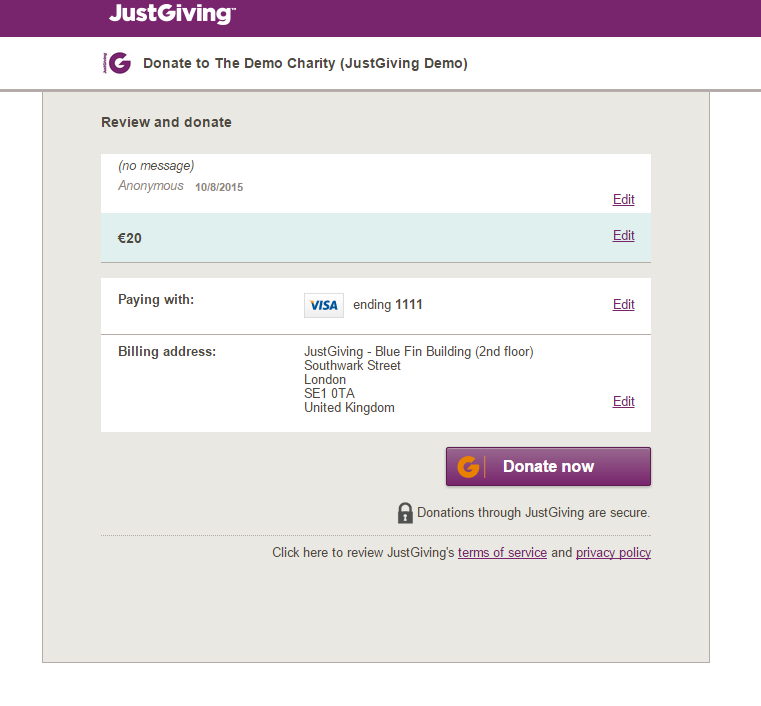 JustGiving™
JustGiving
Donate to The Demo Charity (JustGiving Demo)
Review and donate
(no message)
Anonymous 10/8/2015
Edit
€20
Edit
Paying with:
VISA
ending 1111
Edit
Billing address:
JustGiving - Blue Fin Building (2nd floor)
Southwark Street
London
SE1 0TA
United Kingdom
Edit
G
Donate now
Donations through JustGiving are secure.
Click here to review JustGiving's terms of service and privacy policy